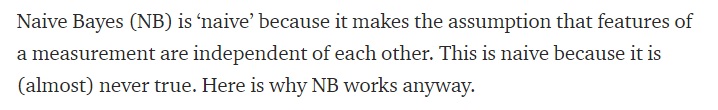 Naive Bayes (NB) is ‘naive’ because it makes the assumption that features of
a measurement are independent of each other. This is naive because it is
(almost) never true. Here is why NB works anyway.